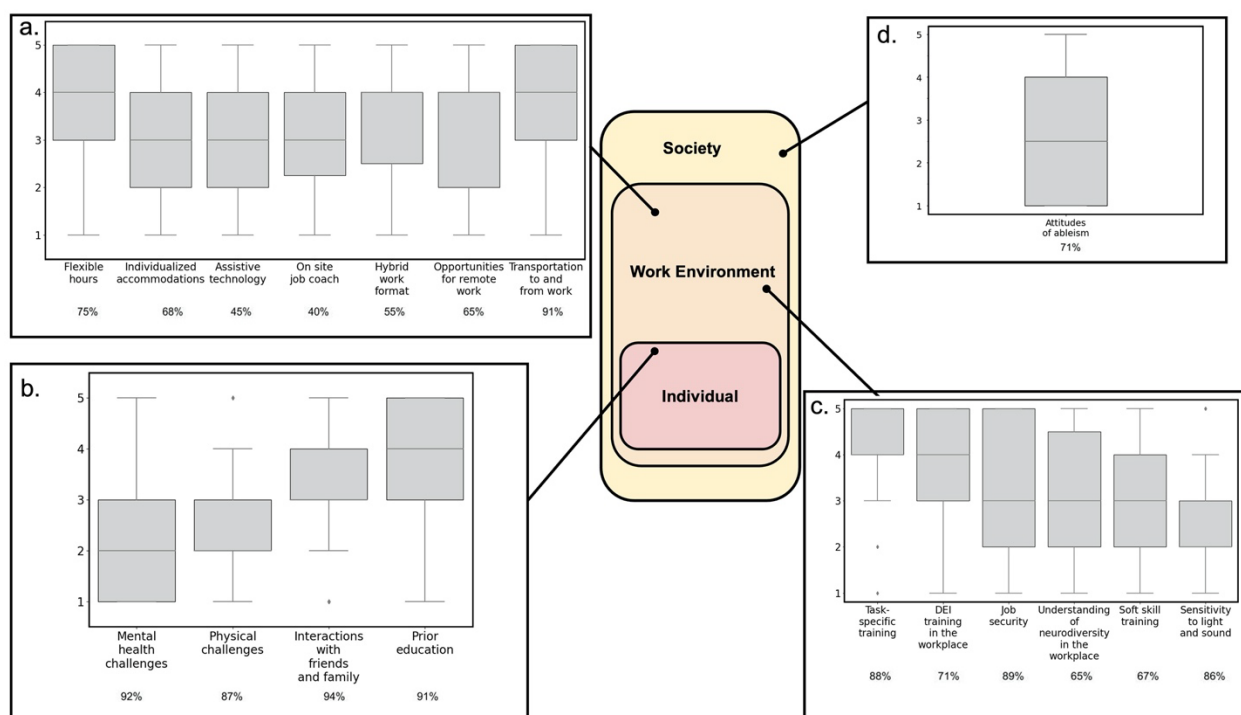 a.
5
4
3
2
1
Flexible
hours
Individualized
accommodations
Assistive
technology
On site
job coach
Hybrid
work
format
Opportunities
for remote
work
Transportation
to and
from work
75%
68%
45%
40%
55%
65%
91%
d.
5
4
3
2
1
Attitudes
of ableism
71%
Society
Work Environment
Individual
b.
5
4
3
2
1
Mental
health
challenges
Physical
challenges
Interactions
with
friends
and family
Prior
education
92%
87%
94%
91%
c.
5
4
3
2
1
Task-
specific
training
DEI
training
in the
workplace
Job
security
Understanding
of
neurodiversity
in the
workplace
Soft skill
training
Sensitivity
to light
and sound
88%
71%
89%
65%
67%
86%